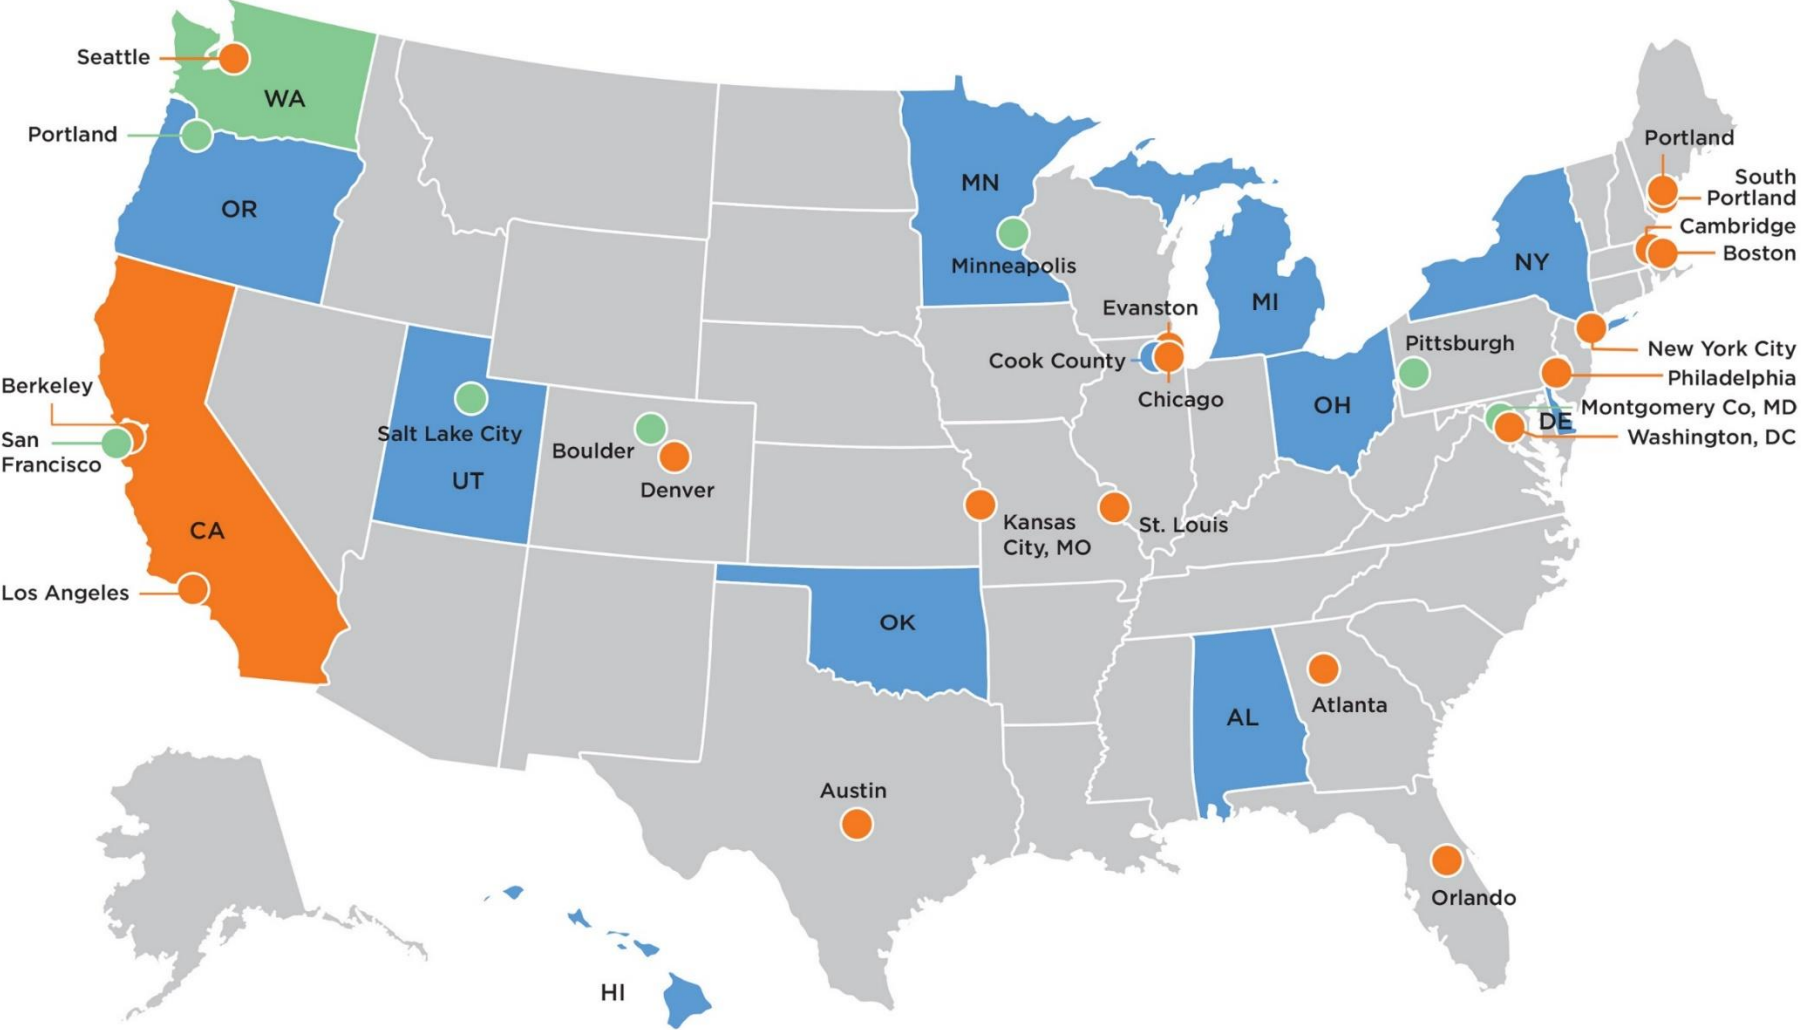 Seattle
WA
Portland
OR
MN
Minneapolis
Portland
South
Portland
Cambridge
Boston
NY
MI
Evanston
Cook County
Chicago
Pittsburgh
New York City
Philadelphia
Montgomery Co, MD
DE
Washington, DC
OH
Berkeley
San
Francisco
Salt Lake City
UT
Boulder
Denver
CA
Kansas
City, MO
St. Louis
Los Angeles
OK
Atlanta
AL
Austin
Orlando
HI